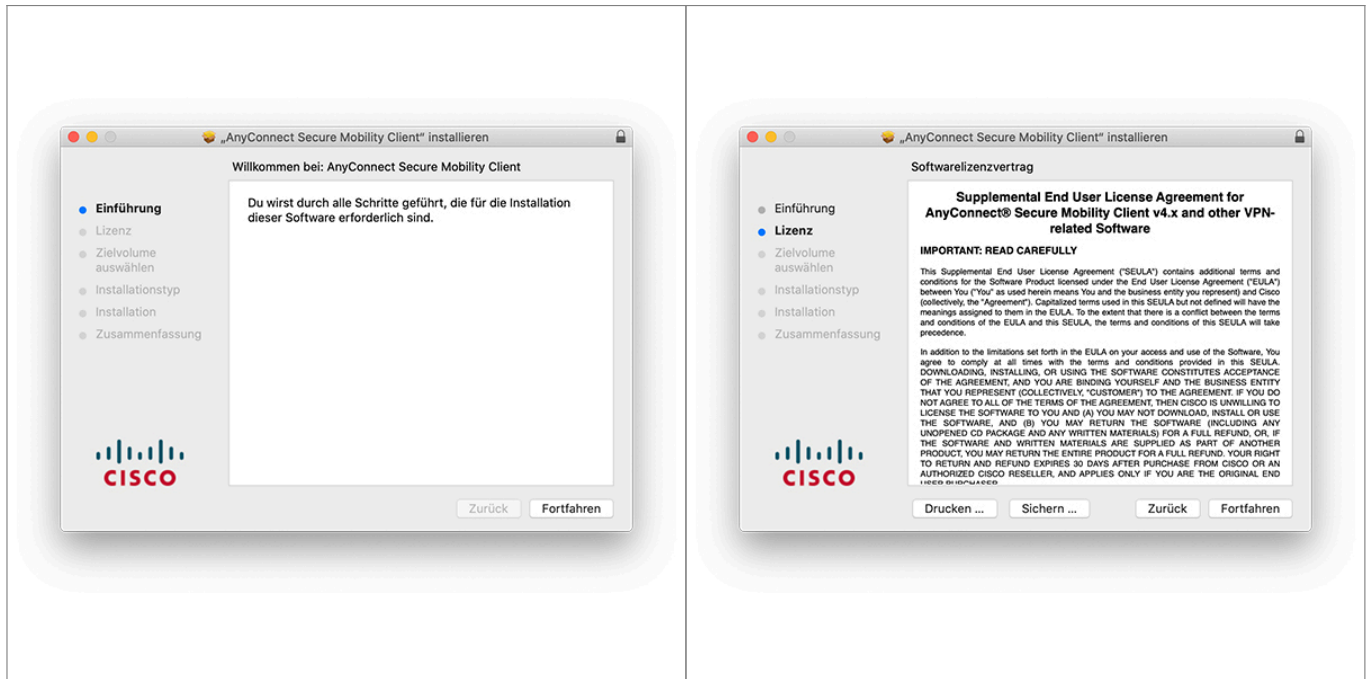 „AnyConnect Secure Mobility Client“ installieren
Willkommen bei: AnyConnect Secure Mobility Client
Einführung
Lizenz
Zielvolume
auswählen
Installationstyp
Installation
Zusammenfassung
Du wirst durch alle Schritte geführt, die für die Installation
dieser Software erforderlich sind.
CISCO
Zurück
Fortfahren
„AnyConnect Secure Mobility Client“ installieren
Softwarelizenzvertrag
Einführung
Lizenz
Zielvolume
auswählen
Installationstyp
Installation
Zusammenfassung
Supplemental End User License Agreement for
AnyConnect® Secure Mobility Client v4.x and other VPN-
related Software
IMPORTANT: READ CAREFULLY
This Supplemental End User License Agreement ("SEULA") contains additional terms and
conditions for the Software Product licensed under the End User License Agreement ("EULA")
between You ("You" as used herein means You and the business entity you represent) and Cisco
(collectively, the "Agreement"). Capitalized terms used in this SEULA but not defined will have the
meanings assigned to them in the EULA. To the extent that there is a conflict between the terms
and conditions of the EULA and this SEULA, the terms and conditions of this SEULA will take
precedence.
In addition to the limitations set forth in the EULA on your access and use of the Software, You
agree to comply at all times with the terms and conditions provided in this SEULA.
DOWNLOADING, INSTALLING, OR USING THE SOFTWARE CONSTITUTES ACCEPTANCE
OF THE AGREEMENT, AND YOU ARE BINDING YOURSELF AND THE BUSINESS ENTITY
THAT YOU REPRESENT (COLLECTIVELY, "CUSTOMER") TO THE AGREEMENT. IF YOU DO
NOT AGREE TO ALL OF THE TERMS OF THE AGREEMENT, THEN CISCO IS UNWILLING TO
LICENSE THE SOFTWARE TO YOU AND (A) YOU MAY NOT DOWNLOAD, INSTALL OR USE
THE SOFTWARE, AND (B) YOU MAY RETURN THE SOFTWARE (INCLUDING ANY
UNOPENED CD PACKAGE AND ANY WRITTEN MATERIALS) FOR A FULL REFUND, OR, IF
THE SOFTWARE AND WRITTEN MATERIALS ARE SUPPLIED AS PART OF ANOTHER
PRODUCT, YOU MAY RETURN THE ENTIRE PRODUCT FOR A FULL REFUND. YOUR RIGHT
TO RETURN AND REFUND EXPIRES 30 DAYS AFTER PURCHASE FROM CISCO OR AN
AUTHORIZED CISCO RESELLER, AND APPLIES ONLY IF YOU ARE THE ORIGINAL END
USER PURCHASER
CISCO
Drucken ...
Sichern ...
Zurück
Fortfahren